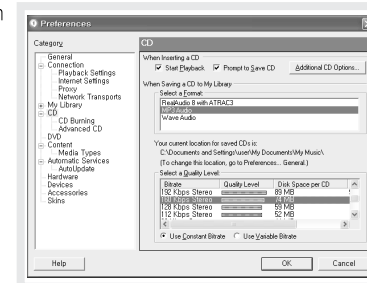 Preferences
Category
General
Connection
Playback Settings
Internet Settings
Proxy
Network Transports
My Library
CD
CD Burning
Advanced CD
DVD
Content
Media Types
Automatic Services
AutoUpdate
Hardware
Devices
Accessories
Skins
CD
When Inserting a CD
Start Playback Prompt to Save CD Additional CD Options...
When Saving a CD to My Library
Select a Format:
RealAudio 8 with ATRAC3
MP3 Audio
Wave Audio
Your current location for saved CDs is:
C:\Documents and Settings\user\My Documents\My Music\
(To change this location, go to Preferences... General.)
Select a Quality Level:
Bitrate Quality Level Disk Space per CD
192 Kbps Stereo 89 MB
160 Kbps Stereo 74 MB
128 Kbps Stereo 59 MB
112 Kbps Stereo 52 MB
Use Constant Bitrate Use Variable Bitrate
Help OK Cancel